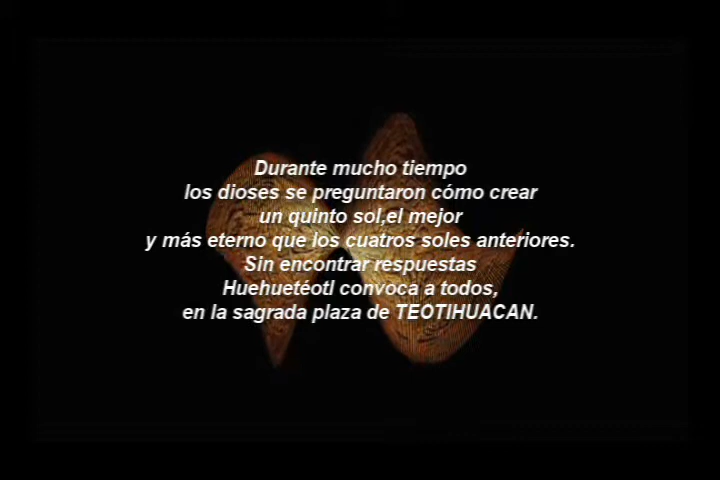 Durante mucho tiempo
los dioses se preguntaron cómo crear
un quinto sol,el mejor
y más eterno que los cuatros soles anteriores.
Sin encontrar respuestas
Huehuetéotl convoca a todos,
en la sagrada plaza de TEOTIHUACAN.